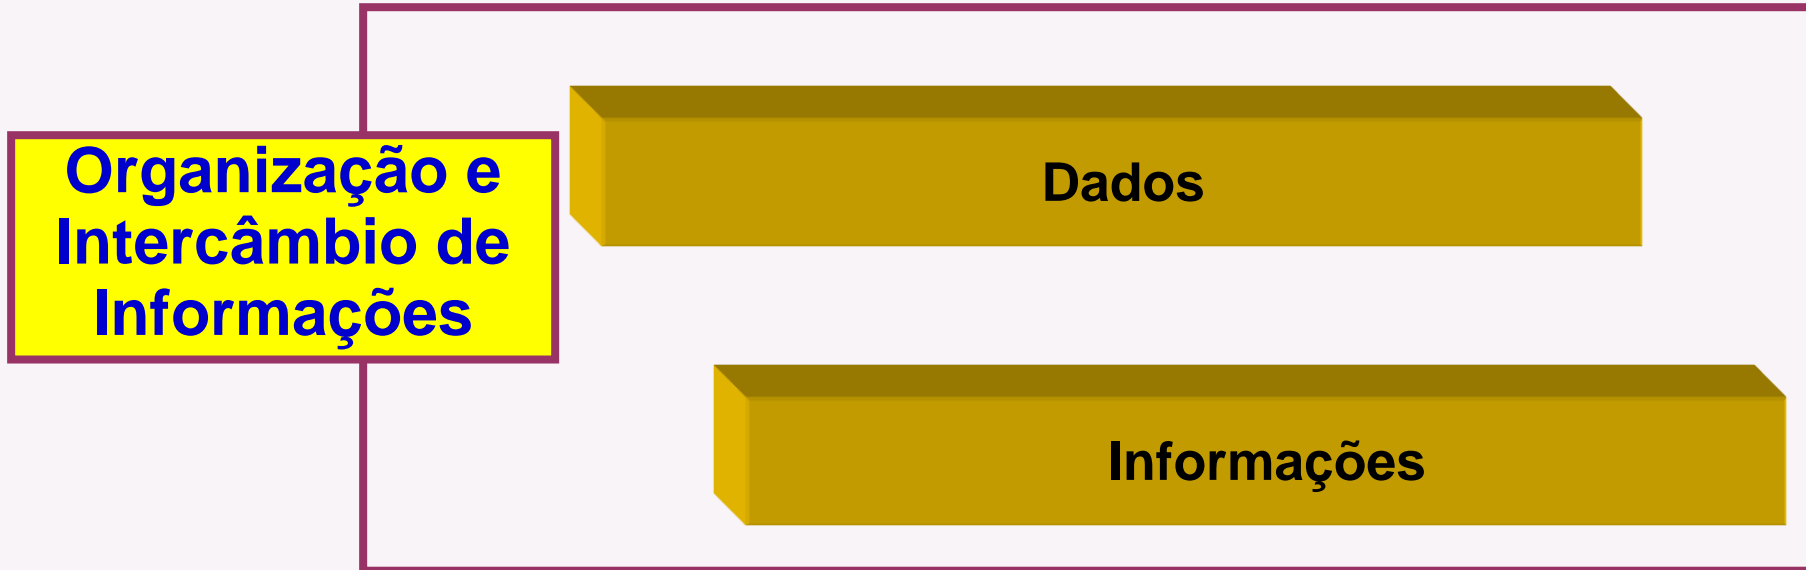 Organização e
Intercâmbio de
Informações
Dados
Informações